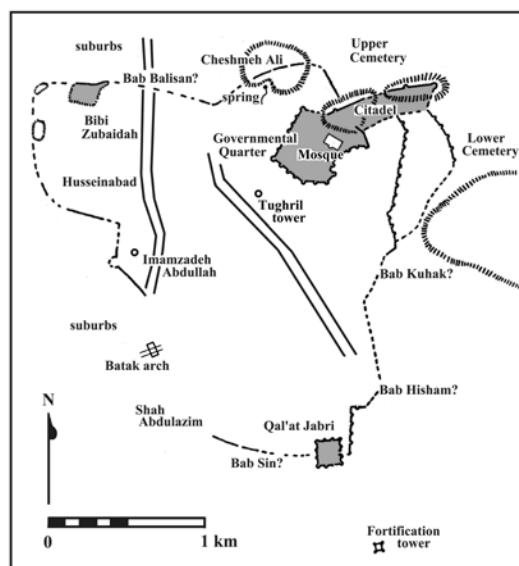 suburbs
Cheshmeh Ali
Upper
Cemetery
Bab Balisan?
spring
Citadel
Bibi
Zubaidah
Governmental
Quarter
Mosque
Lower
Cemetery
Husseinabad
Tughril
tower
Imamzadeh
Abdullah
Bab Kuhak?
suburbs
Batak arch
Bab Hisham?
N
Shah
Abdulazim
Qal'at Jabri
Bab Sin?
0 1 km
Fortification
tower